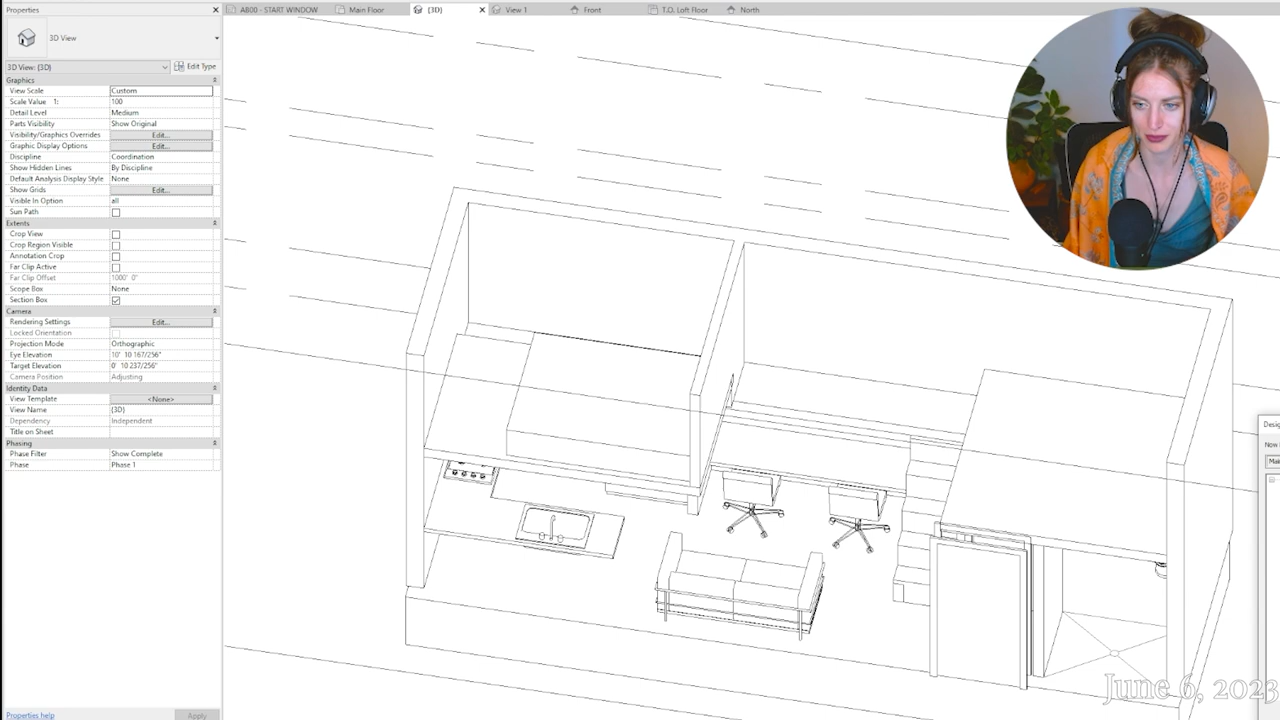 Properties
AB00 - START WINDOW
Main Floor
{3D}
View 1
Front
T.O. Loft Floor
North
3D View
3D View: {3D}
Edit Type
Graphics
View Scale Custom
Scale Value 1: 100
Detail Level Medium
Parts Visibility Show Original
Visibility/Graphics Overrides Edit...
Graphic Display Options Edit...
Discipline Coordination
Show Hidden Lines By Discipline
Default Analysis Display Style None
Show Grids Edit...
Visible In Option all
Sun Path
Extents
Crop View
Crop Region Visible
Annotation Crop
Far Clip Active
Far Clip Offset 1000' 0"
Scope Box None
Section Box
Camera
Rendering Settings Edit...
Locked Orientation
Projection Mode Orthographic
Eye Elevation 10' 10 167/256"
Target Elevation 0' 10 237/256"
Camera Position Adjusting
Identity Data
View Template <None>
View Name {3D}
Dependency Independent
Title on Sheet
Phasing
Phase Filter Show Complete
Phase Phase 1
Properties help
Apply
June 6, 2023